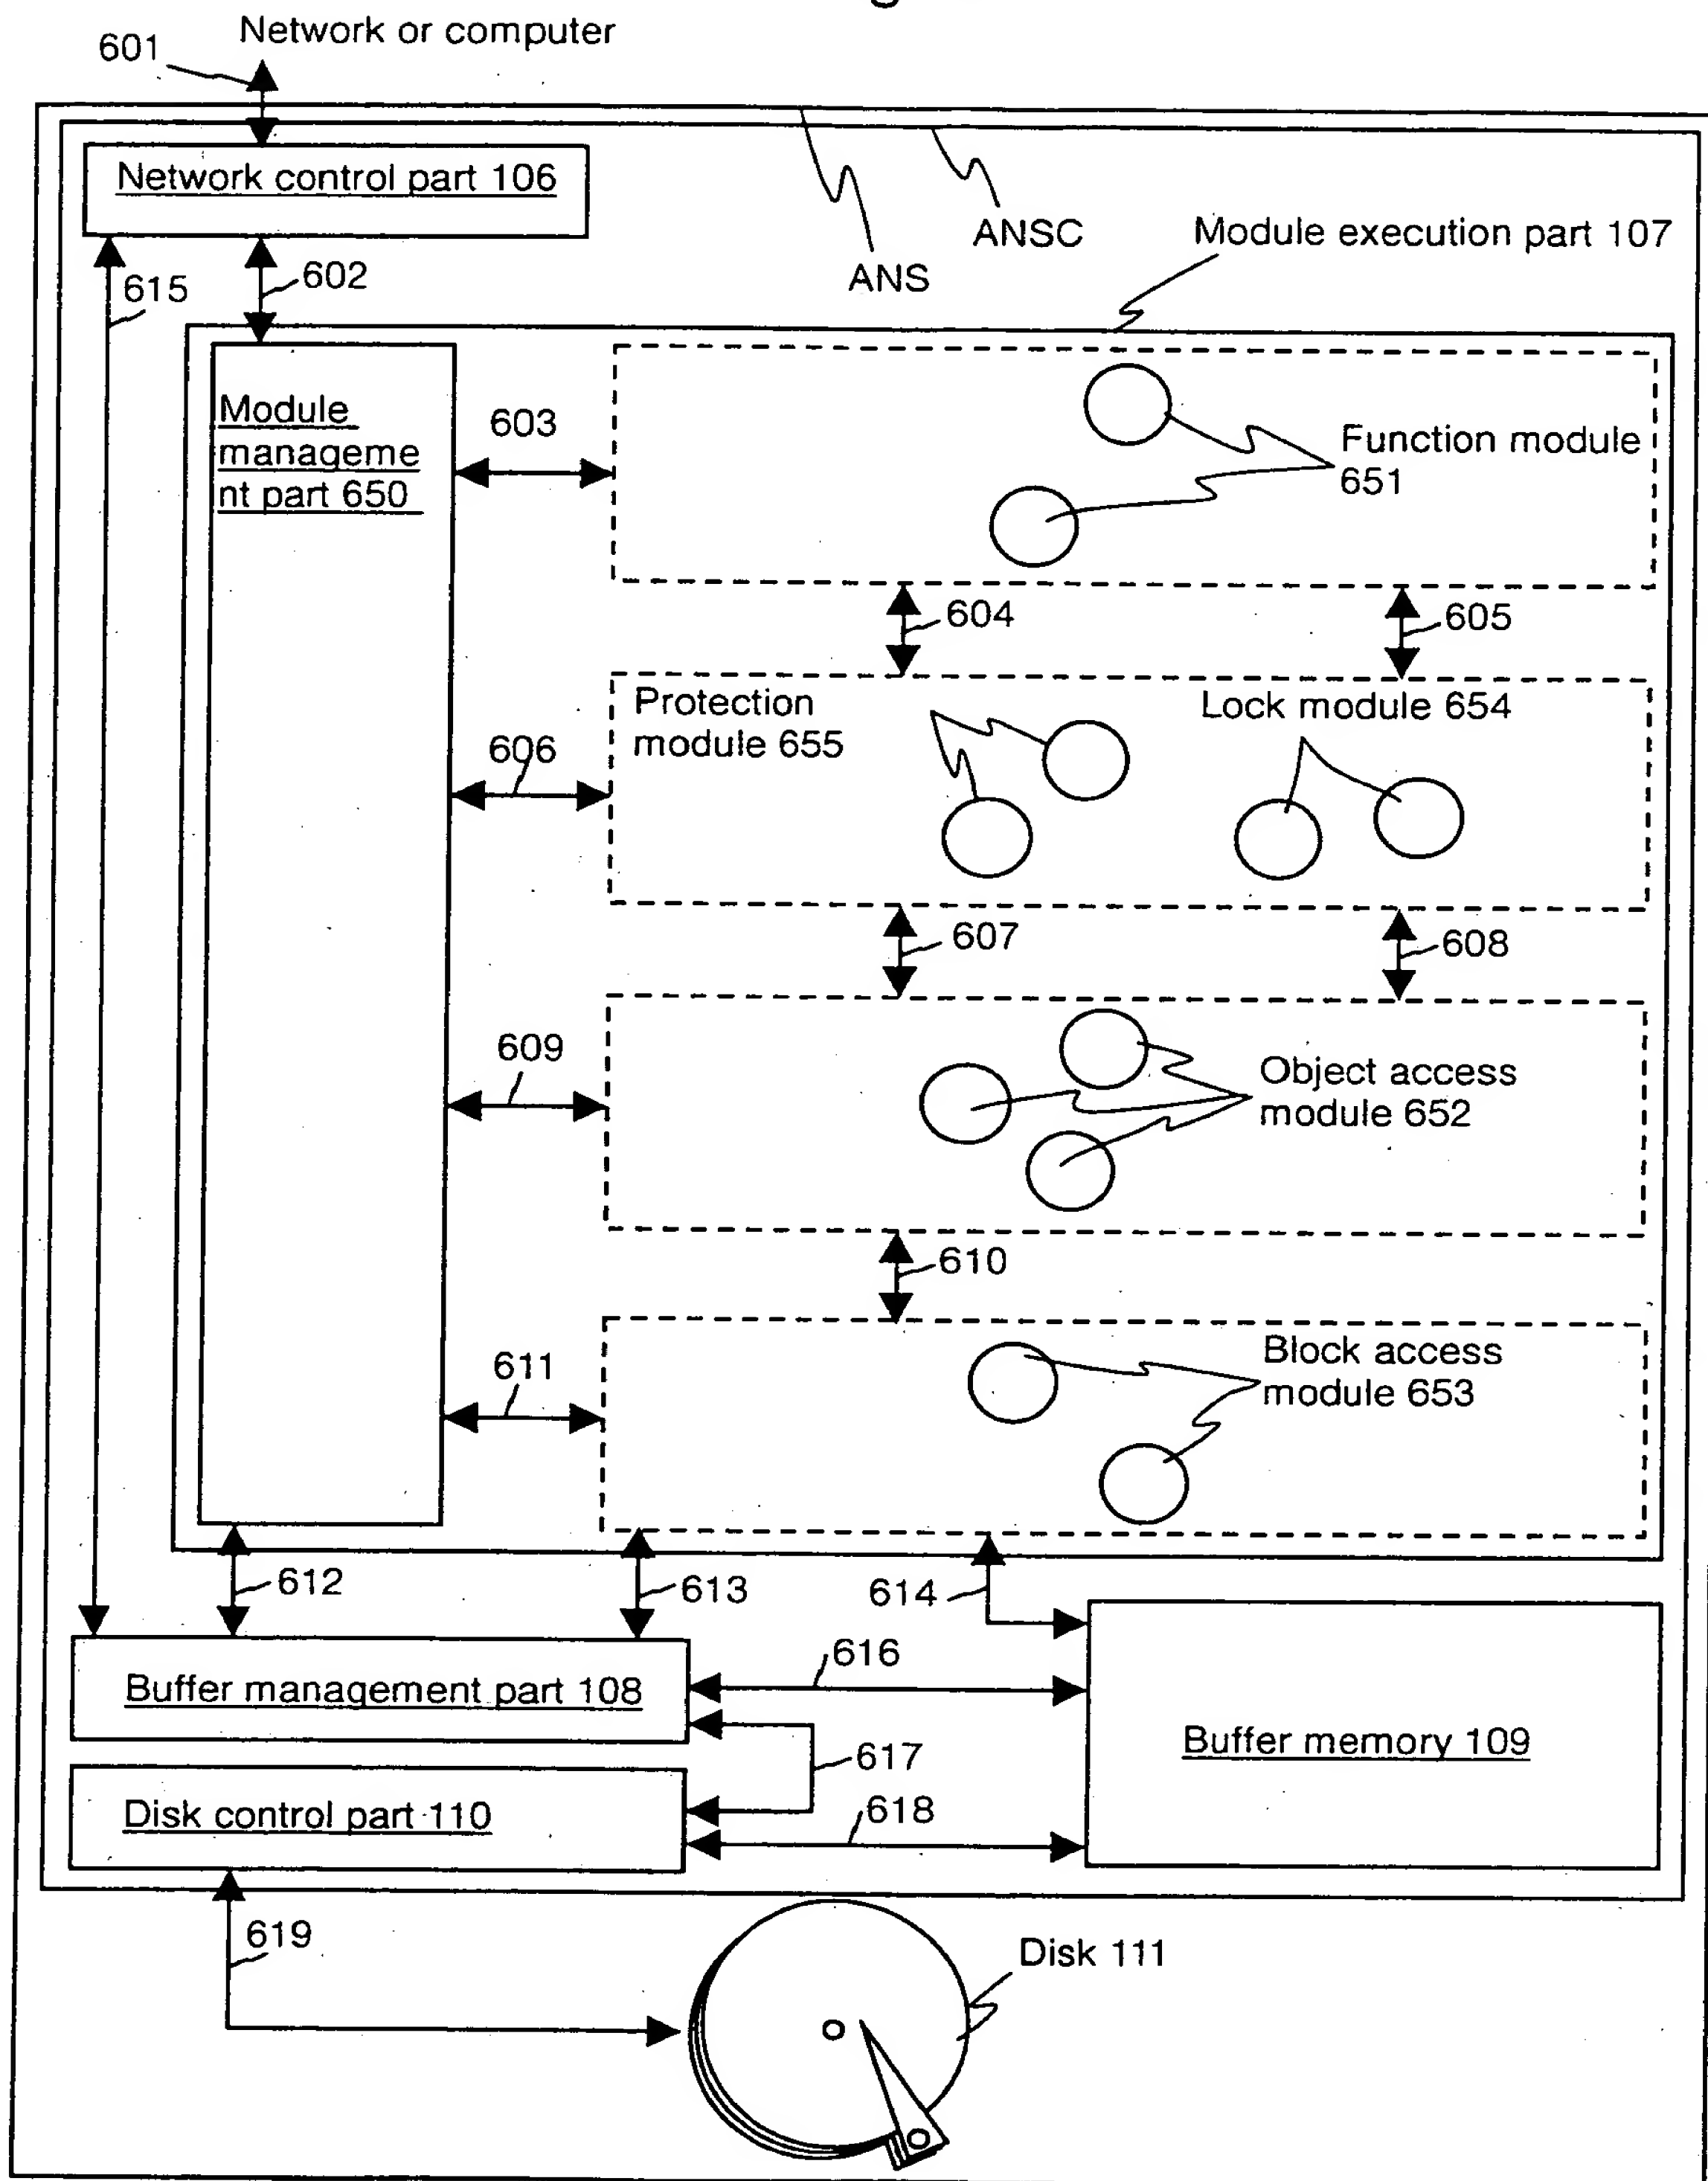 Network or computer
601
Network control part 106
ANSC
Module execution part 107
ANS
602
615
Module
manageme
nt part 650
603
Function module
651
604
605
Protection
module 655
Lock module 654
606
607
608
609
Object access
module 652
610
611
Block access
module 653
612
613
614
616
Buffer management part 108
617
Buffer memory 109
Disk control part 110
618
619
Disk 111